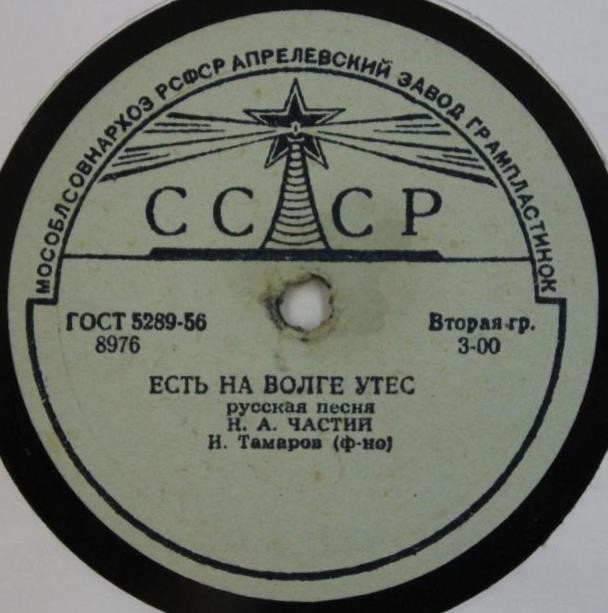 МОСОБЛСОВНАРХОЗ РСФСР АПРЕЛЕВСКИЙ ЗАВОД ГРАМПЛАСТИНОК
СССР
ГОСТ 5289-56
8976
Вторая гр.
3-00
ЕСТЬ НА ВОЛГЕ УТЕС
русская песня
Н. А. ЧАСТИЙ
И. Тамаров (ф-но)